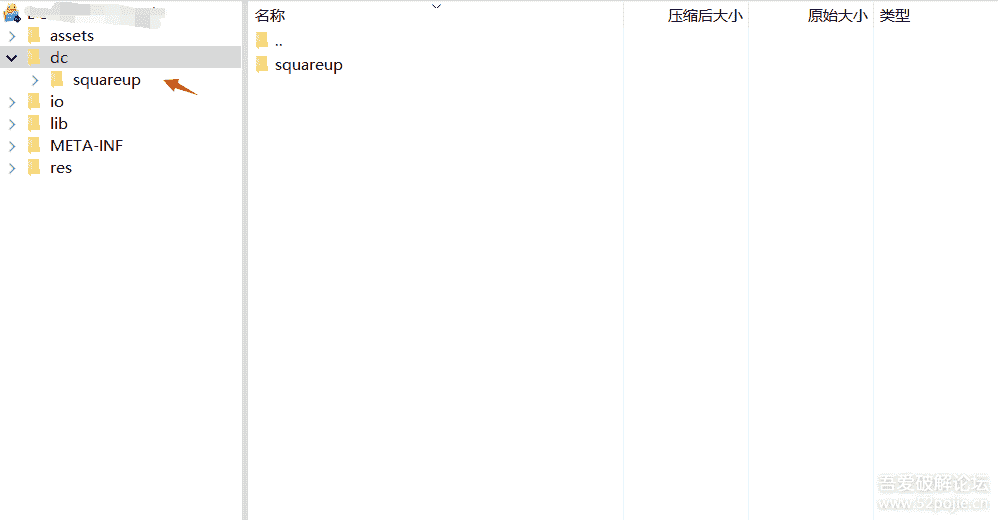 assets
dc
squareup
io
lib
META-INF
res
名称 压缩后大小 原始大小 类型
..
squareup
吾爱破解论坛
www.52pojie.cn